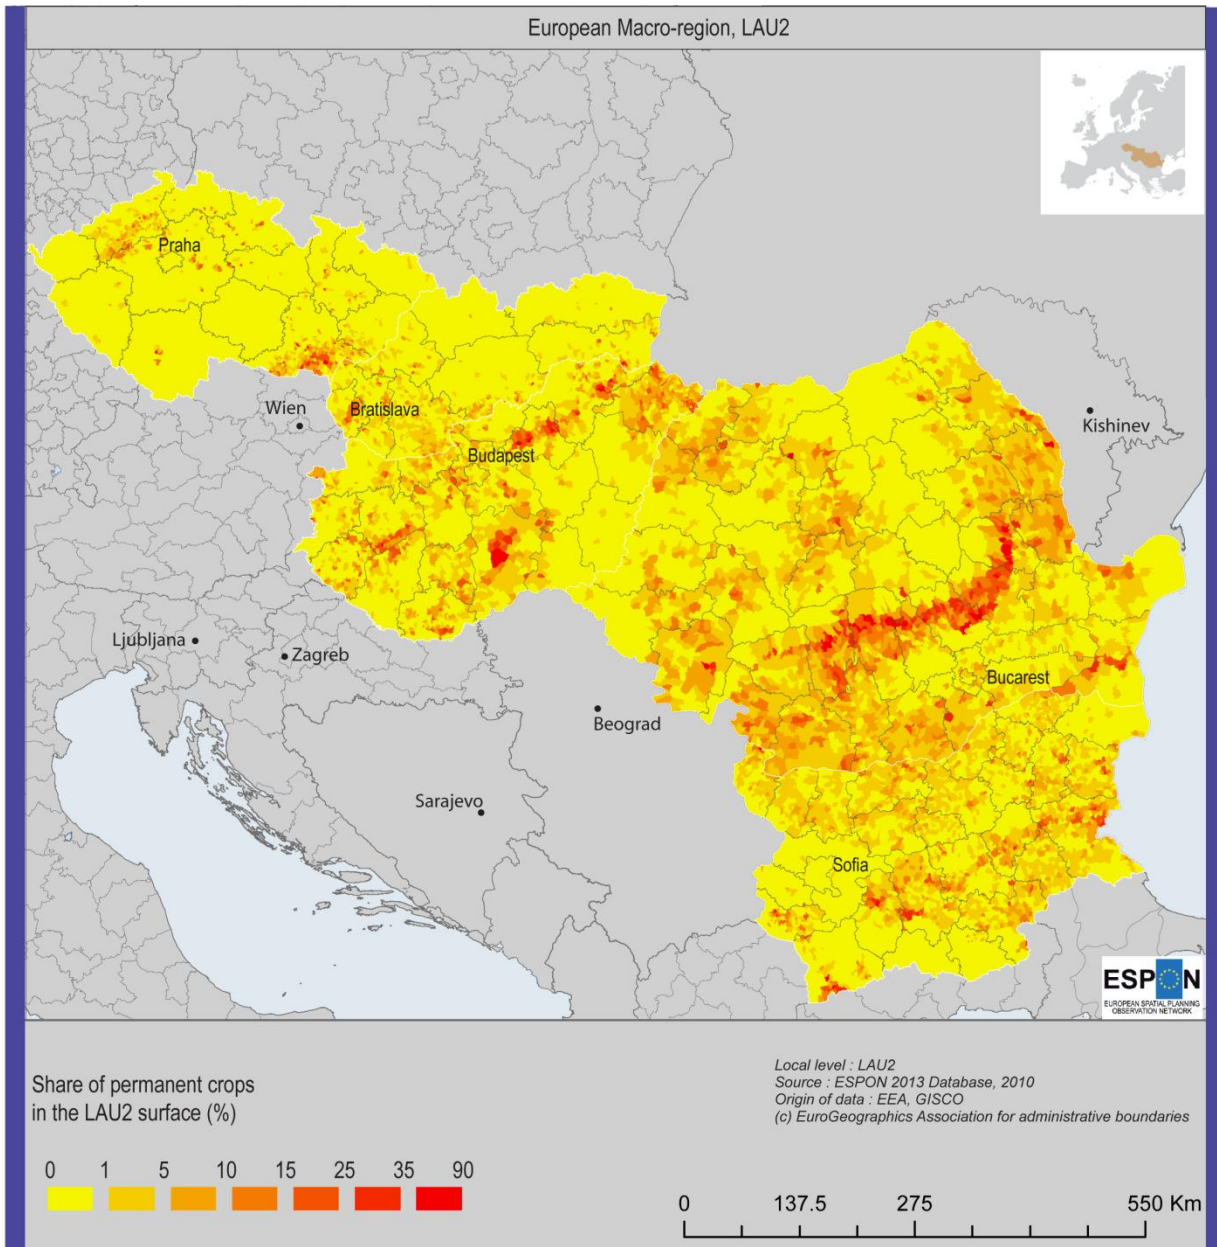 European Macro-region, LAU2
Praha
Wien
Bratislava
Budapest
Kishinev
Ljubljana
Zagreb
Bucarest
Beograd
Sarajevo
Sofia
ESPON
EUROPEAN SPATIAL PLANNING
OBSERVATION NETWORK
Share of permanent crops
in the LAU2 surface (%)
0 1 5 10 15 25 35 90
Local level : LAU2
Source : ESPON 2013 Database, 2010
Origin of data : EEA, GISCO
(c) EuroGeographics Association for administrative boundaries
0 137.5 275 550 Km